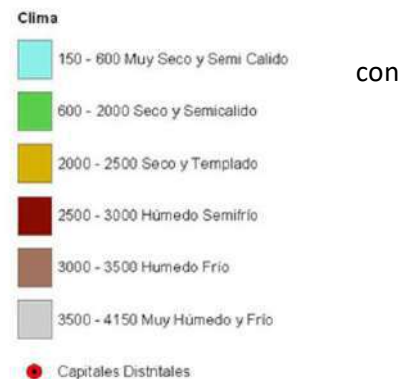 Clima
150 - 600 Muy Seco y Semi Calido
con
600 - 2000 Seco y Semicalido
2000 - 2500 Seco y Templado
2500 - 3000 Húmedo Semifrío
3000 - 3500 Humedo Frío
3500 - 4150 Muy Húmedo y Frío
Capitales Distritales